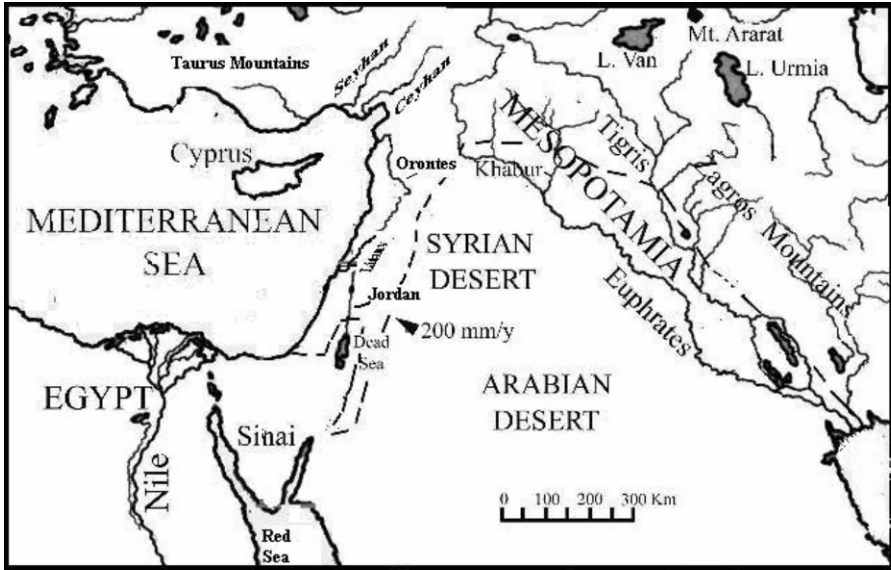 Mt. Ararat
L. Van
L. Urmia
Taurus Mountains
Seyhan
Ceyhan
Cyprus
Orontes
Khabur
MESOPOTAMIA
Tigris
Zagros
Mountains
MEDITERRANEAN
SEA
SYRIAN
DESERT
Euphrates
Jordan
200 mm/y
Dead
Sea
EGYPT
ARABIAN
DESERT
Sinai
Nile
0 100 200 300 Km
Red
Sea